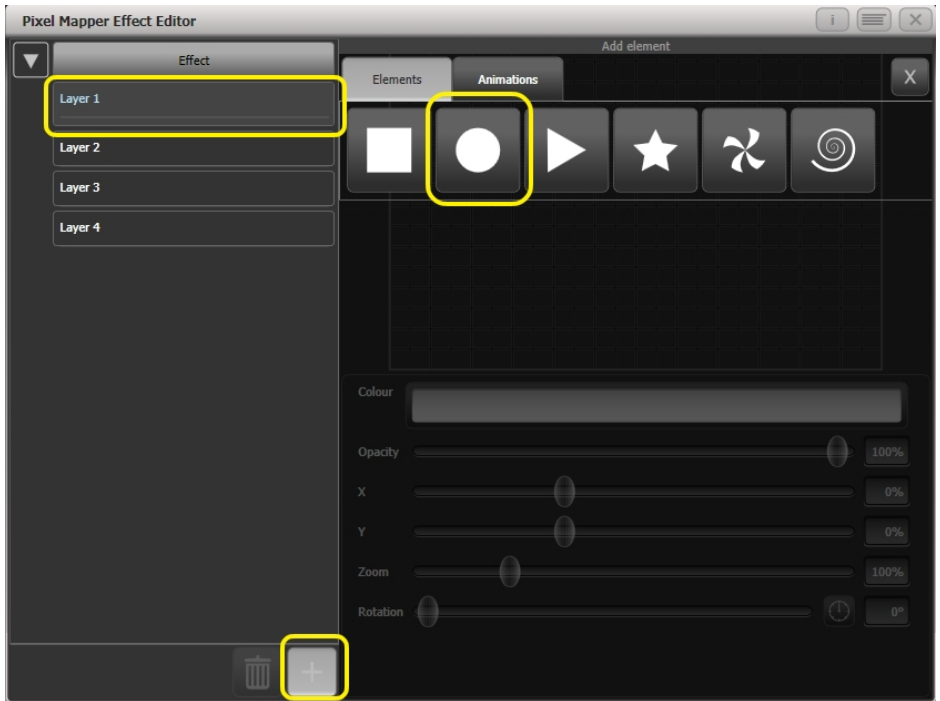 Pixel Mapper Effect Editor
i
X
Effect
Add element
Elements
Animations
X
Layer 1
Layer 2
Layer 3
Layer 4
Colour
Opacity 100%
X 0%
Y 0%
Zoom 100%
Rotation 0°
+